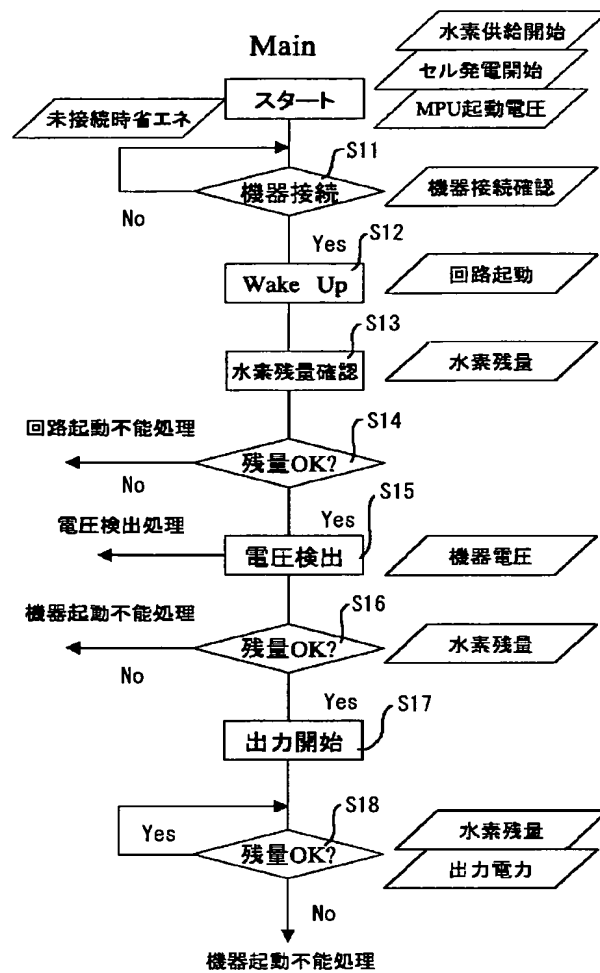 水素供給開始
Main
セル発電開始
スタート
MPU起動電圧
未接続時省エネ
S11
機器接続
機器接続確認
No
Yes
S12
Wake Up
回路起動
S13
水素残量確認
水素残量
S14
回路起動不能処理
残量OK?
No
S15
Yes
電圧検出処理
電圧検出
機器電圧
S16
機器起動不能処理
残量OK?
水素残量
No
Yes
S17
出力開始
S18
水素残量
Yes
残量OK?
出力電力
No
機器起動不能処理